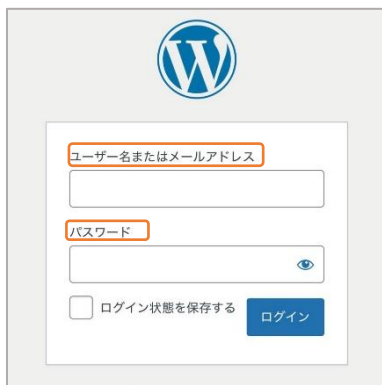 ユーザー名またはメールアドレス
パスワード
ログイン状態を保存する
ログイン